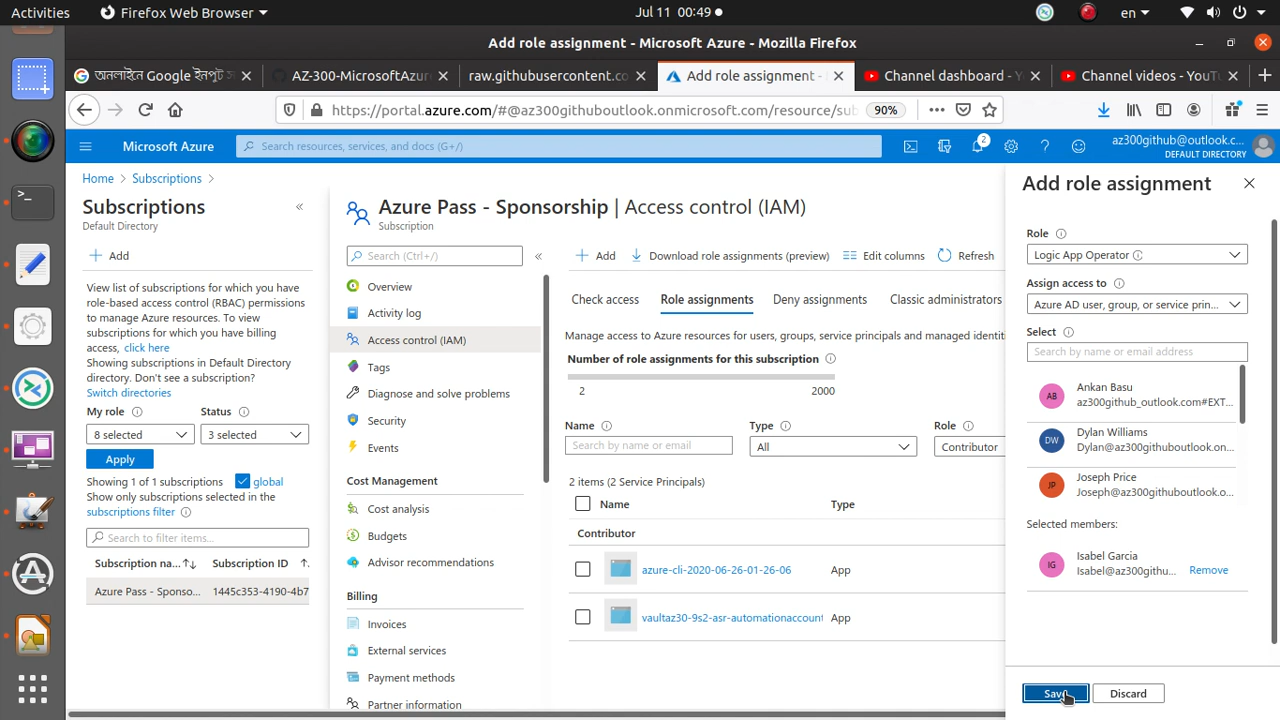 Activities
Firefox Web Browser
Jul 11 00:49
en
Add role assignment - Microsoft Azure - Mozilla Firefox
অনলাইনে Google ইনপুট
AZ-300-MicrosoftAzur
raw.githubusercontent.co
Add role assignment -
Channel dashboard - Y
Channel videos - YouT
https://portal.azure.com/#@az300githuboutlook.onmicrosoft.com/resource/sub
90%
Microsoft Azure
Search resources, services, and docs (G+/)
2
az300github@outlook.c...
DEFAULT DIRECTORY
Home
Subscriptions
Subscriptions
Default Directory
Add
View list of subscriptions for which you have
role-based access control (RBAC) permissions
to manage Azure resources. To view
subscriptions for which you have billing
access, click here
Showing subscriptions in Default Directory
directory. Don't see a subscription?
Switch directories
My role
Status
8 selected
3 selected
Apply
Showing 1 of 1 subscriptions
global
Show only subscriptions selected in the
subscriptions filter
Search to filter items...
Subscription na...
Subscription ID
Azure Pass - Sponso...
1445c353-4190-4b7
Azure Pass - Sponsorship | Access control (IAM)
Subscription
Search (Ctrl+/)
Overview
Activity log
Access control (IAM)
Tags
Diagnose and solve problems
Security
Events
Cost Management
Cost analysis
Budgets
Advisor recommendations
Billing
Invoices
External services
Payment methods
Partner information
Add
Download role assignments (preview)
Edit columns
Refresh
Check access
Role assignments
Deny assignments
Classic administrators
Manage access to Azure resources for users, groups, service principals and managed identiti
Number of role assignments for this subscription
2
2000
Name
Type
Role
Search by name or email
All
Contributor
2 items (2 Service Principals)
Name
Type
Contributor
azure-cli-2020-06-26-01-26-06
App
vaultaz30-9s2-asr-automationaccount
App
Add role assignment
Role
Logic App Operator
Assign access to
Azure AD user, group, or service prin...
Select
Search by name or email address
AB
Ankan Basu
az300github_outlook.com#EXT...
DW
Dylan Williams
Dylan@az300githuboutlook.on...
JP
Joseph Price
Joseph@az300githuboutlook.o...
Selected members:
IG
Isabel Garcia
Isabel@az300githu...
Remove
Save
Discard